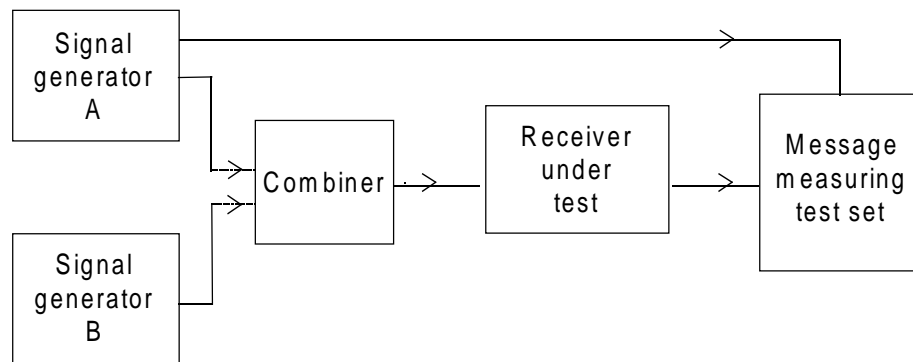 Signal
generator
A
Combiner
Receiver
under
test
Message
measuring
test set
Signal
generator
B